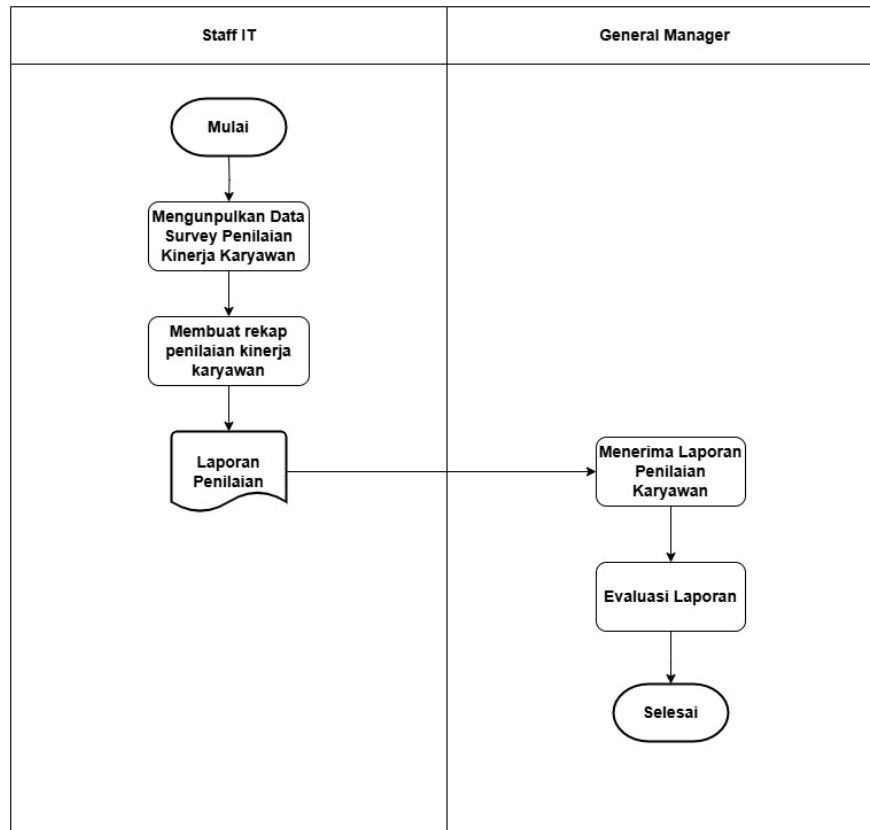 Staff IT
General Manager
Mulai
Mengunpulkan Data
Survey Penilaian
Kinerja Karyawan
Membuat rekap
penilaian kinerja
karyawan
Laporan
Penilaian
Menerima Laporan
Penilaian
Karyawan
Evaluasi Laporan
Selesai